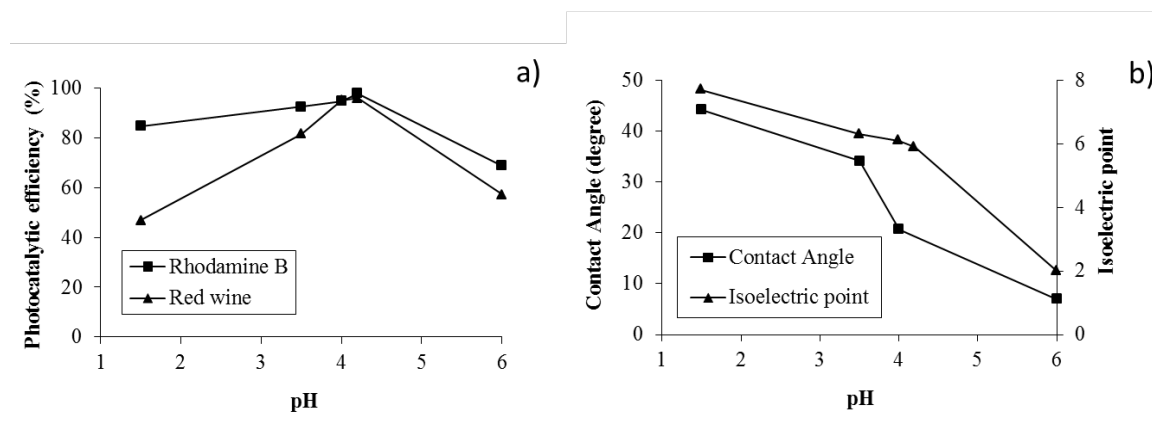 a)
Photocatalytic efficiency (%)
100
80
60
40
20
0
Rhodamine B
Red wine
1 2 3 4 5 6
pH
b)
Contact Angle (degree)
50
40
30
20
10
0
Contact Angle
Isoelectric point
8
6
4
2
0
Isoelectric point
1 2 3 4 5 6
pH